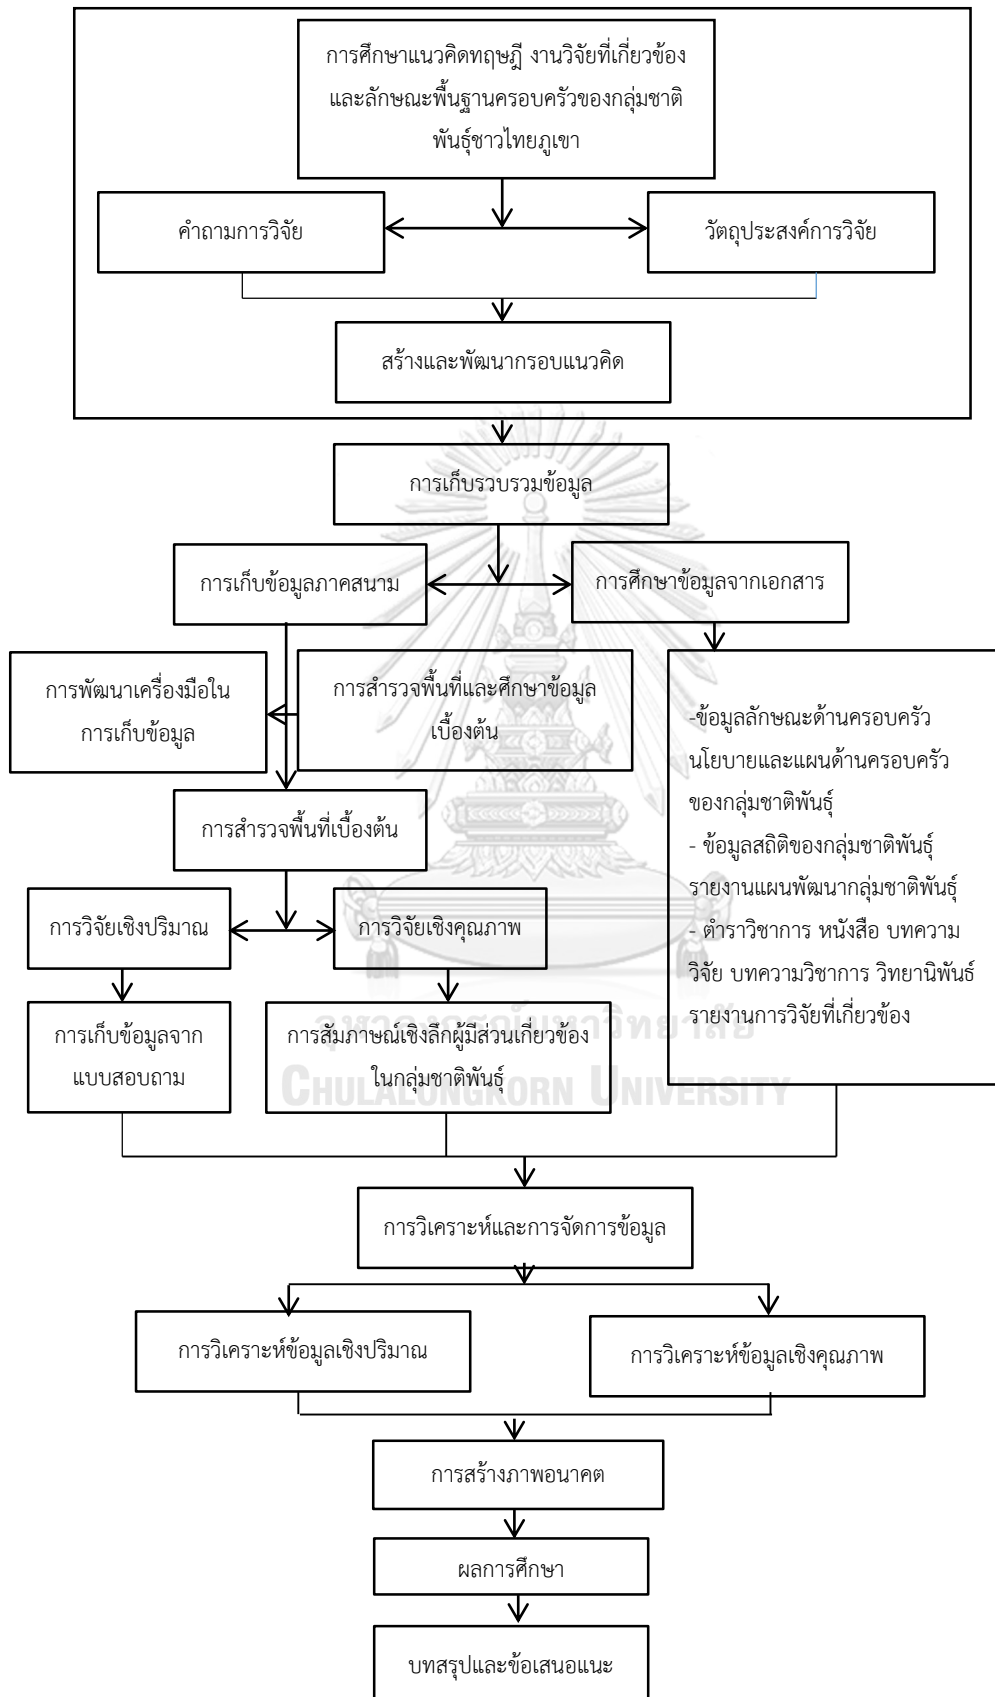 การศึกษาแนวคิดทฤษฎี งานวิจัยที่เกี่ยวข้อง
และลักษณะพื้นฐานครอบครัวของกลุ่มชาติ
พันธุ์ชาวไทยภูเขา
คำถามการวิจัย
วัตถุประสงค์การวิจัย
สร้างและพัฒนากรอบแนวคิด
การเก็บรวบรวมข้อมูล
การเก็บข้อมูลภาคสนาม
การศึกษาข้อมูลจากเอกสาร
การพัฒนาเครื่องมือใน
การเก็บข้อมูล
การสำรวจพื้นที่และศึกษาข้อมูล
เบื้องต้น
-ข้อมูลลักษณะด้านครอบครัว
นโยบายและแผนด้านครอบครัว
ของกลุ่มชาติพันธุ์
- ข้อมูลสถิติของกลุ่มชาติพันธุ์
รายงานแผนพัฒนากลุ่มชาติพันธุ์
- ตำราวิชาการ หนังสือ บทความ
วิจัย บทความวิชาการ วิทยานิพันธ์
รายงานการวิจัยที่เกี่ยวข้อง
การสำรวจพื้นที่เบื้องต้น
การวิจัยเชิงปริมาณ
การวิจัยเชิงคุณภาพ
การเก็บข้อมูลจาก
แบบสอบถาม
การสัมภาษณ์เชิงลึกผู้มีส่วนเกี่ยวข้อง
ในกลุ่มชาติพันธุ์
จุฬาลงกรณ์มหาวิทยาลัย
CHULALONGKORN UNIVERSITY
การวิเคราะห์และการจัดการข้อมูล
การวิเคราะห์ข้อมูลเชิงปริมาณ
การวิเคราะห์ข้อมูลเชิงคุณภาพ
การสร้างภาพอนาคต
ผลการศึกษา
บทสรุปและข้อเสนอแนะ